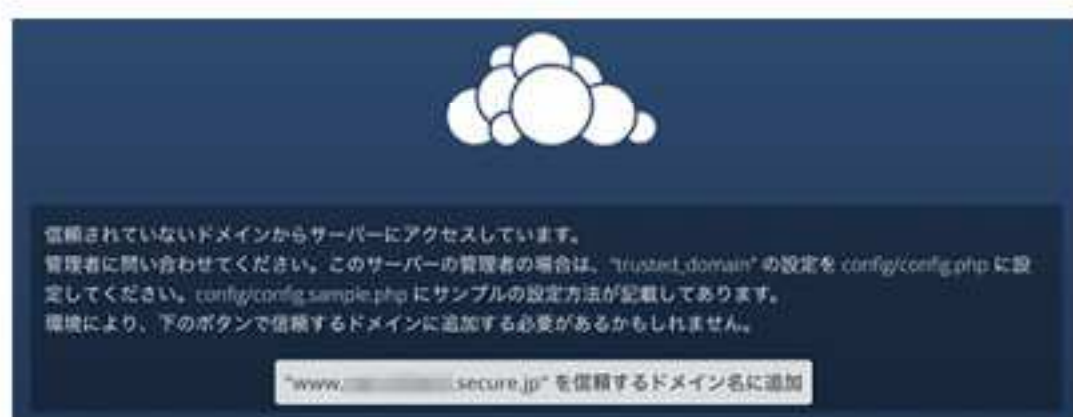 信頼されていないドメインからサーバーにアクセスしています。
管理者に問い合わせてください。このサーバーの管理者の場合は、"trusted_domain" の設定を config/config.php に設
定してください。config/config.sample.php にサンプルの設定方法が記載してあります。
環境により、下のボタンで信頼するドメインに追加する必要があるかもしれません。
"www. .secure.jp" を信頼するドメイン名に追加